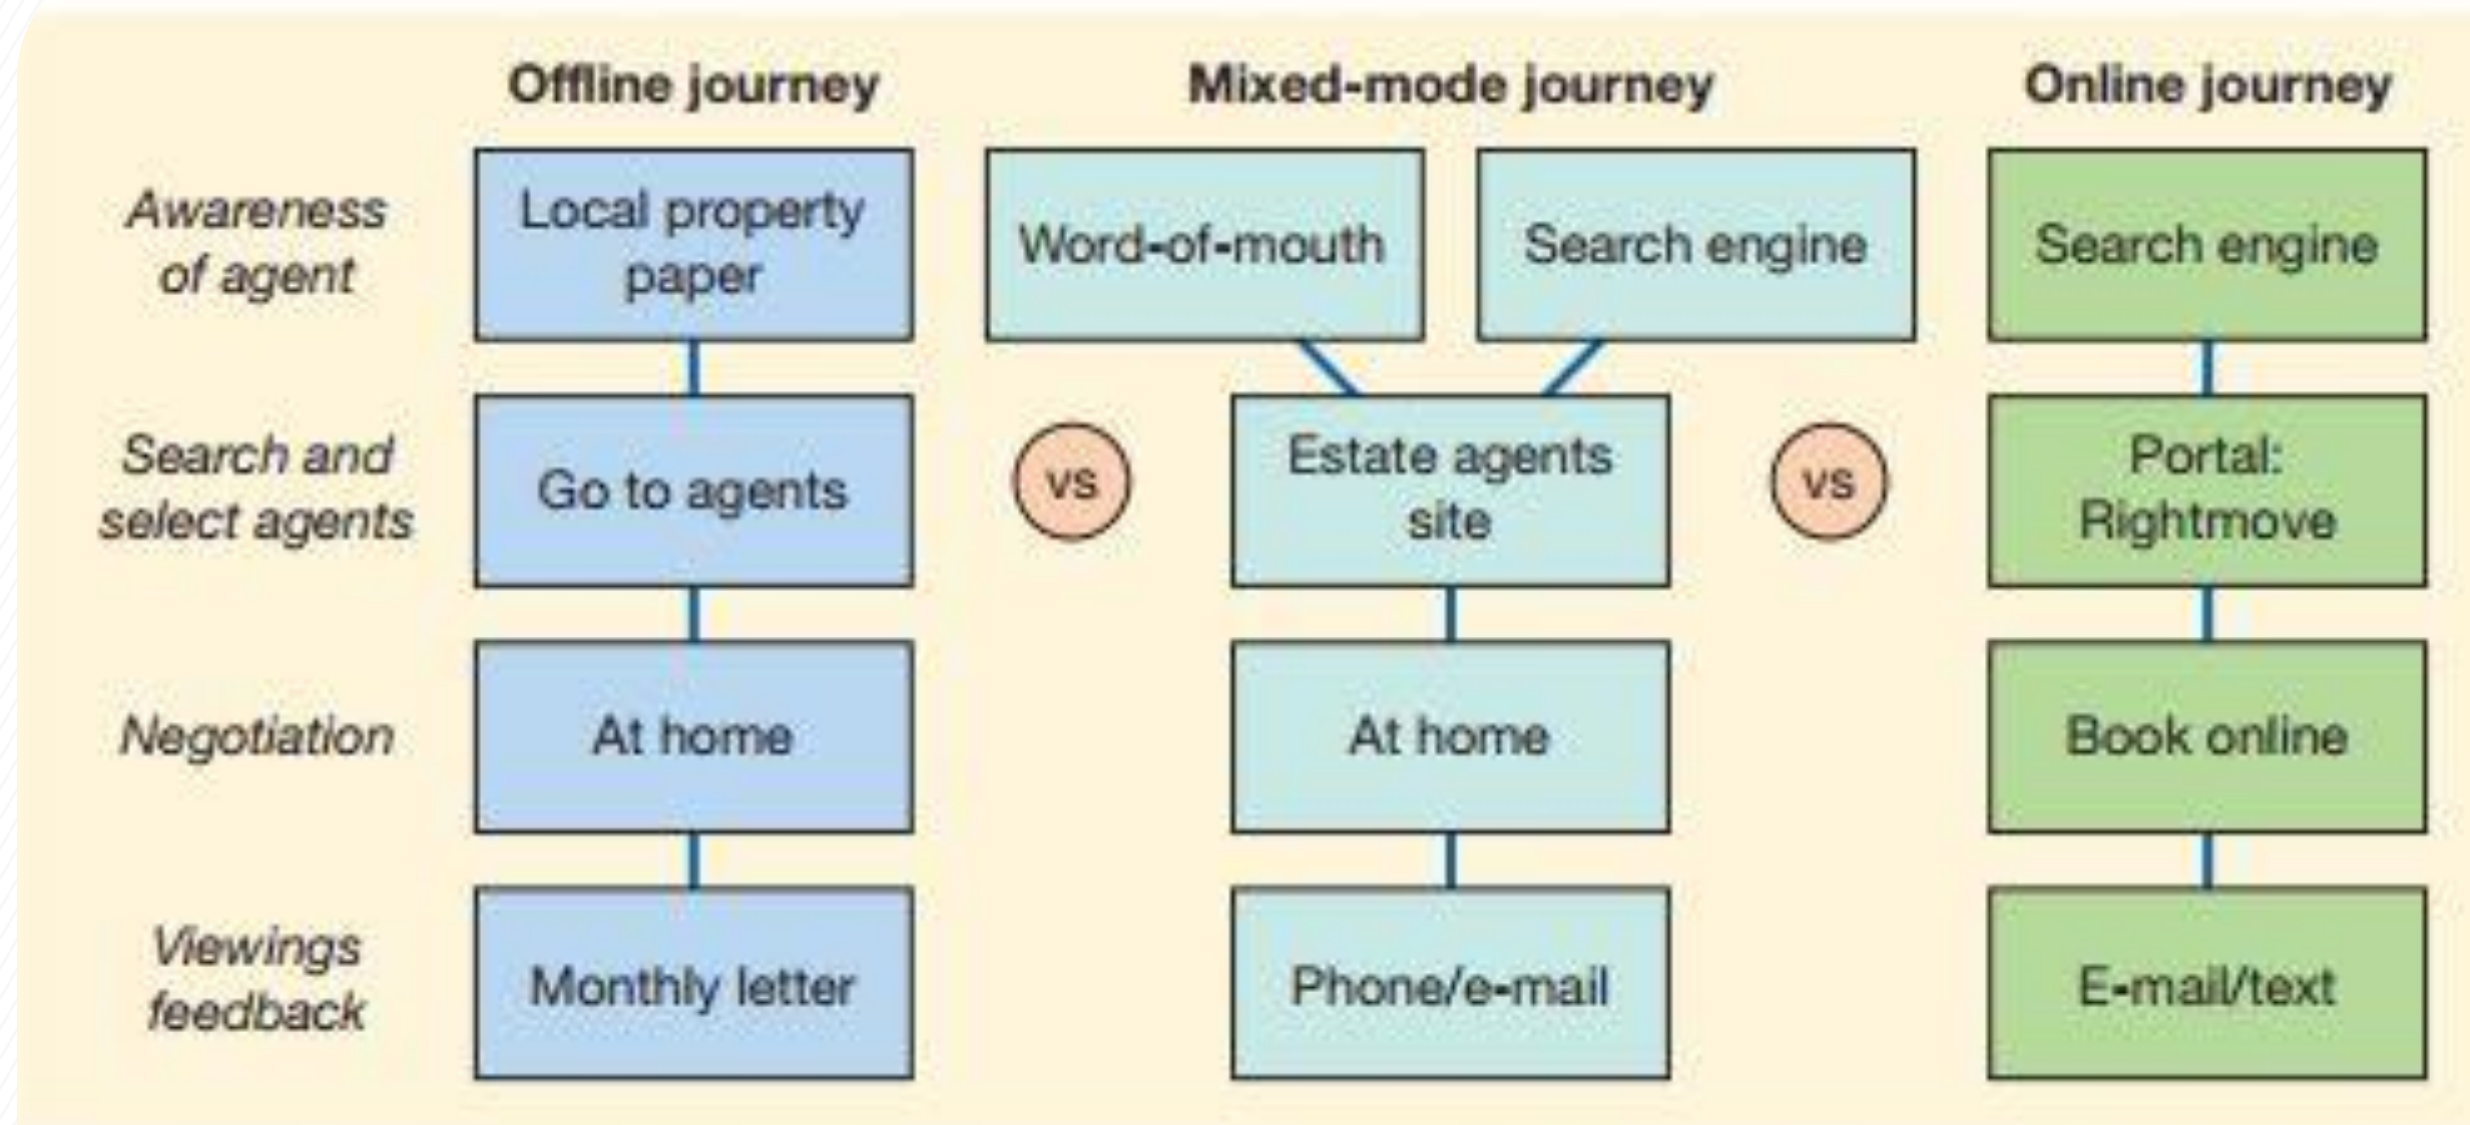 Offline journey
Mixed-mode journey
Online journey
Awareness
of agent
Local property
paper
Word-of-mouth
Search engine
Search engine
Search and
select agents
Go to agents
vs
Estate agents
site
vs
Portal:
Rightmove
Negotiation
At home
At home
Book online
Viewings
feedback
Monthly letter
Phone/e-mail
E-mail/text